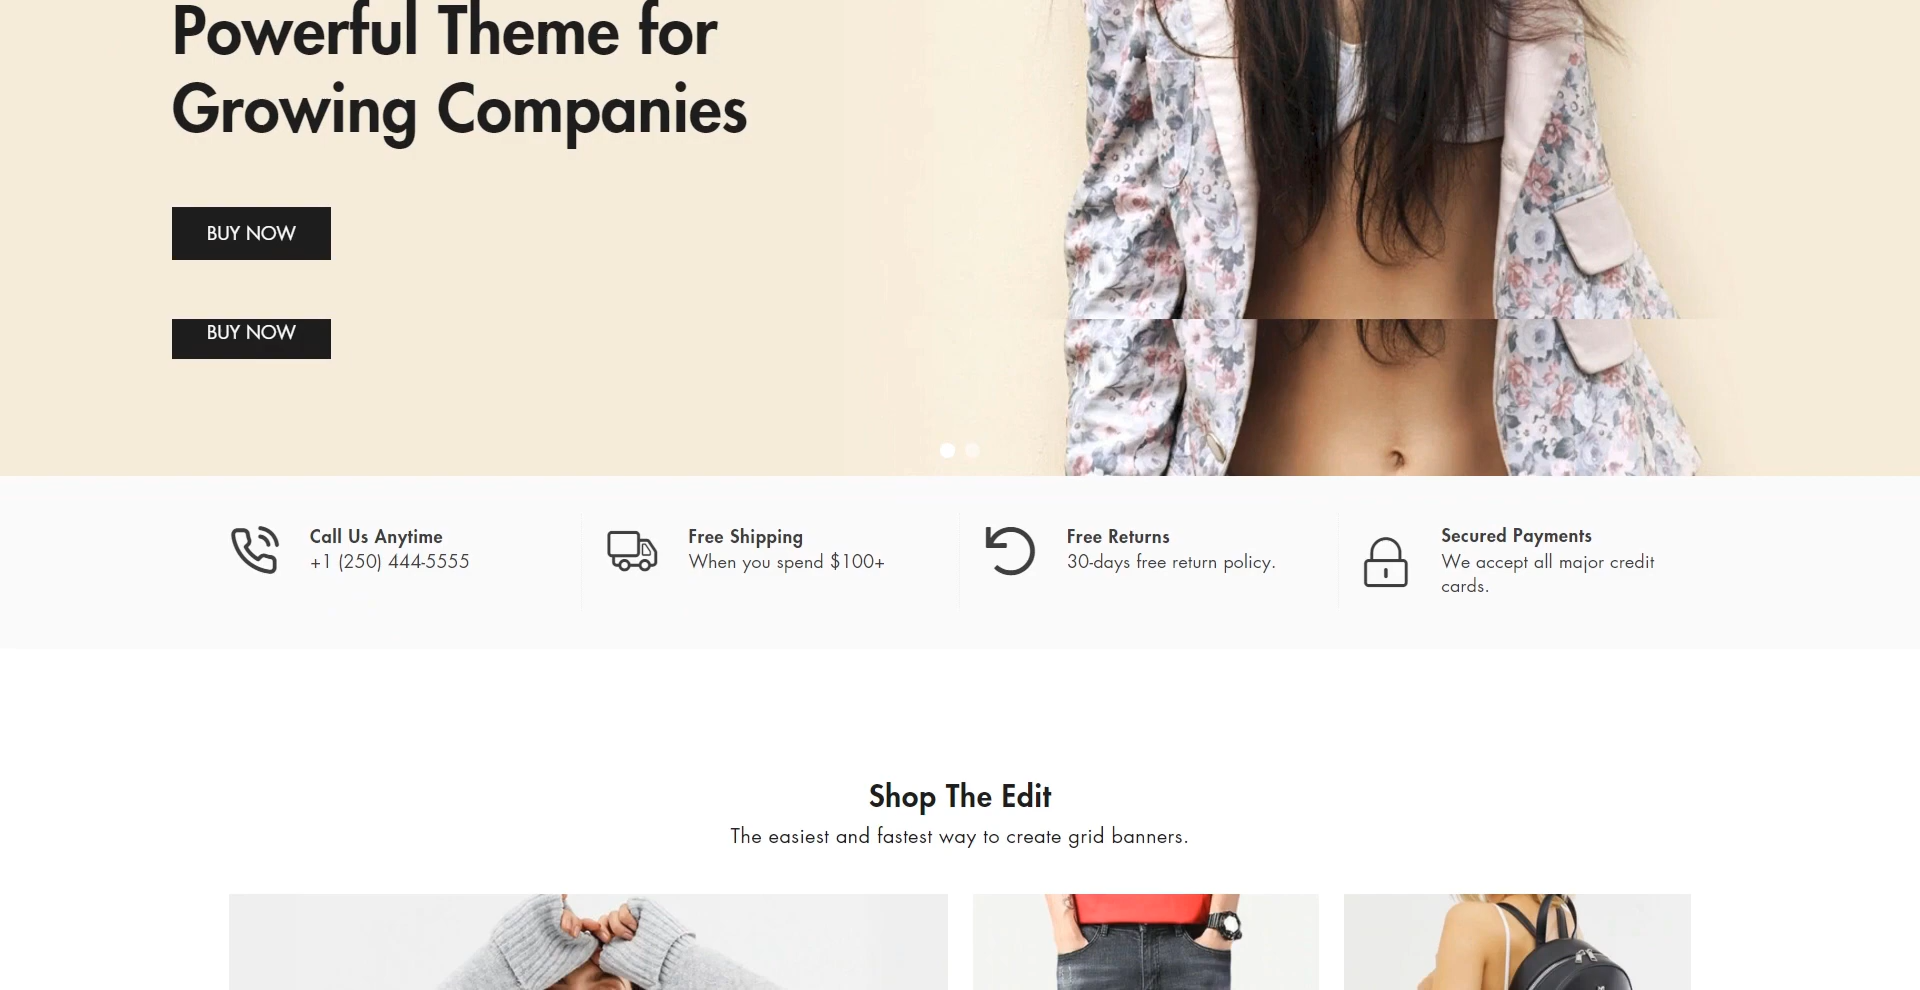 Powerful Theme for
Growing Companies
BUY NOW
BUY NOW
Call Us Anytime
+1 (250) 444-5555
Free Shipping
When you spend $100+
Free Returns
30-days free return policy.
Secured Payments
We accept all major credit
cards.
Shop The Edit
The easiest and fastest way to create grid banners.